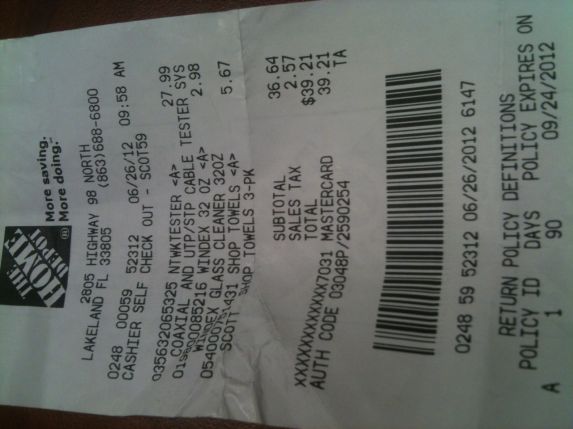 THE
HOME
DEPOT
®
More saving.
More doing.™
2805 HIGHWAY 98 NORTH
LAKELAND FL 33805 (863)688-6800
0248 00059 52312 06/26/12 09:58 AM
CASHIER SELF CHECK OUT - SCOT59
035632065325 NTWKTESTER <A> 27.99
COAXIAL AND UTP/STP CABLE TESTER SYS
WINDEX 32 OZ <A> 2.98
WINDEX GLASS CLEANER 32OZ
SCOTT SHOP TOWELS <A> 5.67
SHOP TOWELS 3-PK
SUBTOTAL 36.64
SALES TAX 2.57
TOTAL $39.21
XXXXXXXXXXXX7031 MASTERCARD 39.21
AUTH CODE 03048P/2590254 TA
0248 59 52312 06/26/2012 6147
RETURN POLICY DEFINITIONS
POLICY ID DAYS POLICY EXPIRES ON
A 1 90 09/24/2012